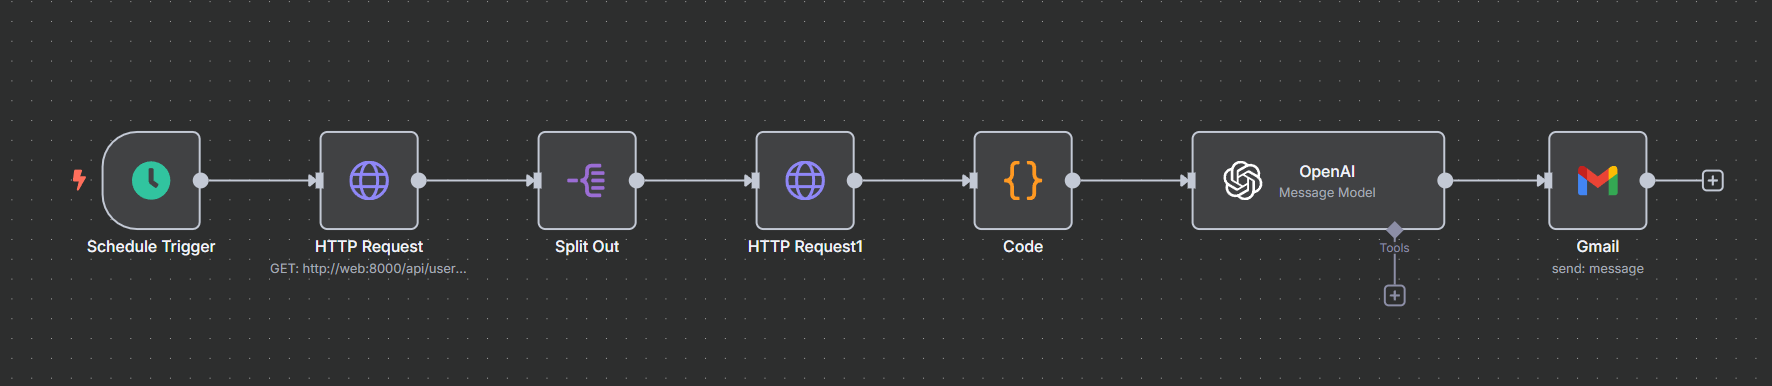 OpenAI
Message Model
Schedule Trigger
HTTP Request
GET: http://web:8000/api/user...
Split Out
HTTP Request1
Code
Tools
Gmail
send: message